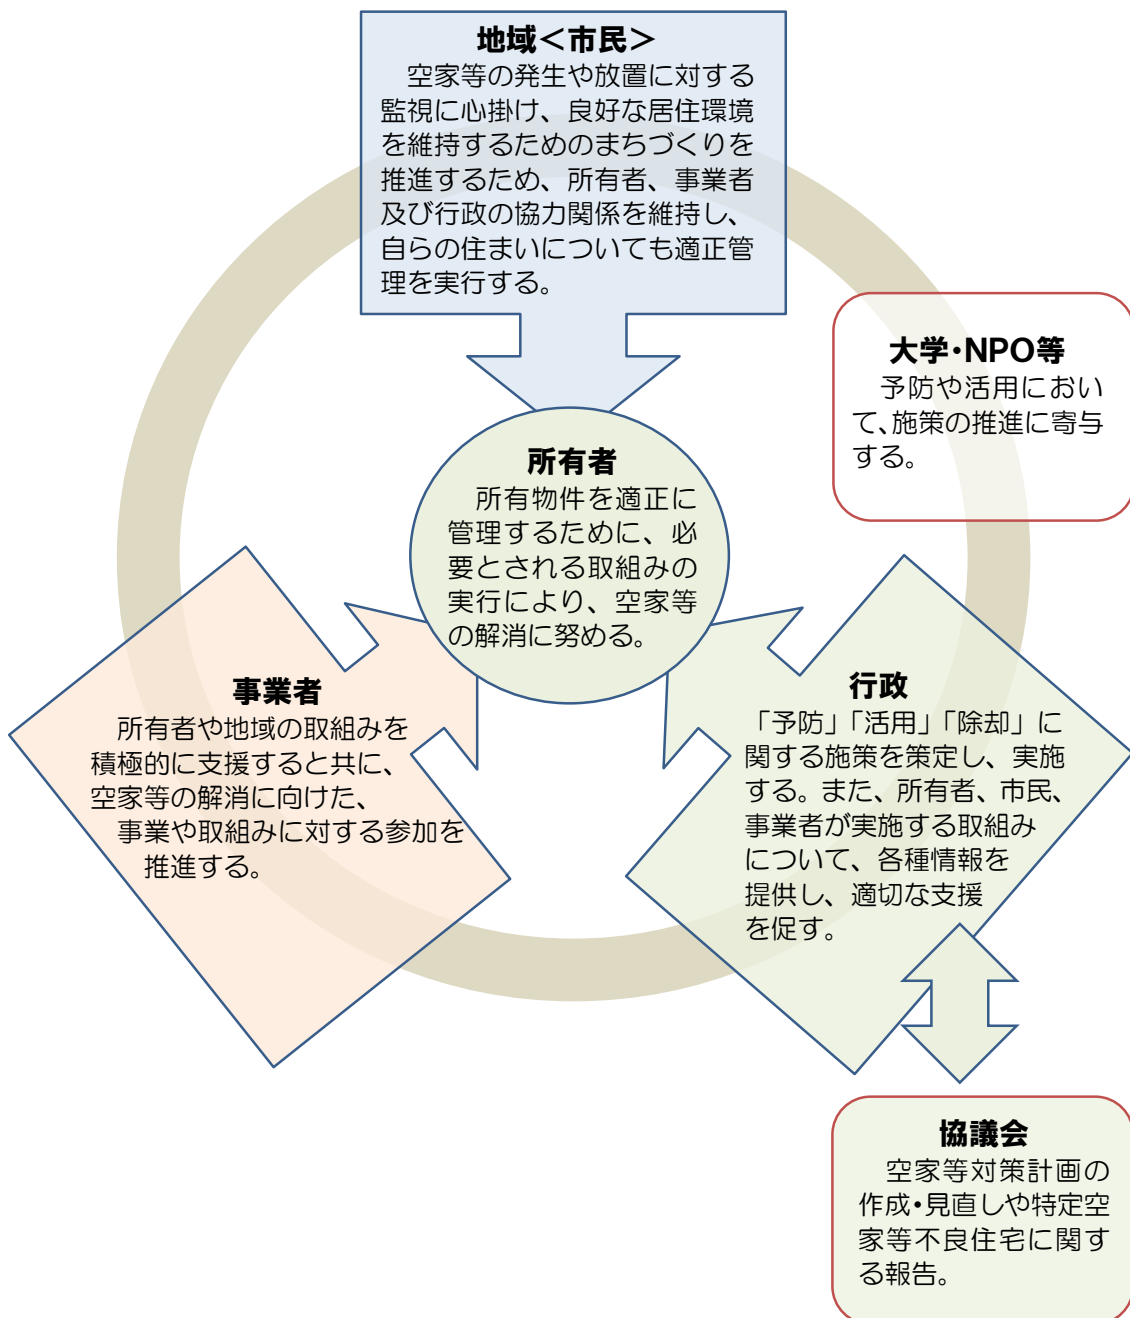 地域＜市民＞
空家等の発生や放置に対する
監視に心掛け、良好な居住環境
を維持するためのまちづくりを
推進するため、所有者、事業者
及び行政の協力関係を維持し、
自らの住まいについても適正管
理を実行する。
大学・NPO等
予防や活用におい
て、施策の推進に寄与
する。
所有者
所有物件を適正に
管理するために、必
要とされる取組みの
実行により、空家等
の解消に努める。
事業者
所有者や地域の取組みを
積極的に支援すると共に、
空家等の解消に向けた、
事業や取組みに対する参加を
推進する。
行政
「予防」「活用」「除却」に
関する施策を策定し、実施
する。また、所有者、市民、
事業者が実施する取組み
について、各種情報を
提供し、適切な支援
を促す。
協議会
空家等対策計画の
作成・見直しや特定空
家等不良住宅に関す
る報告。